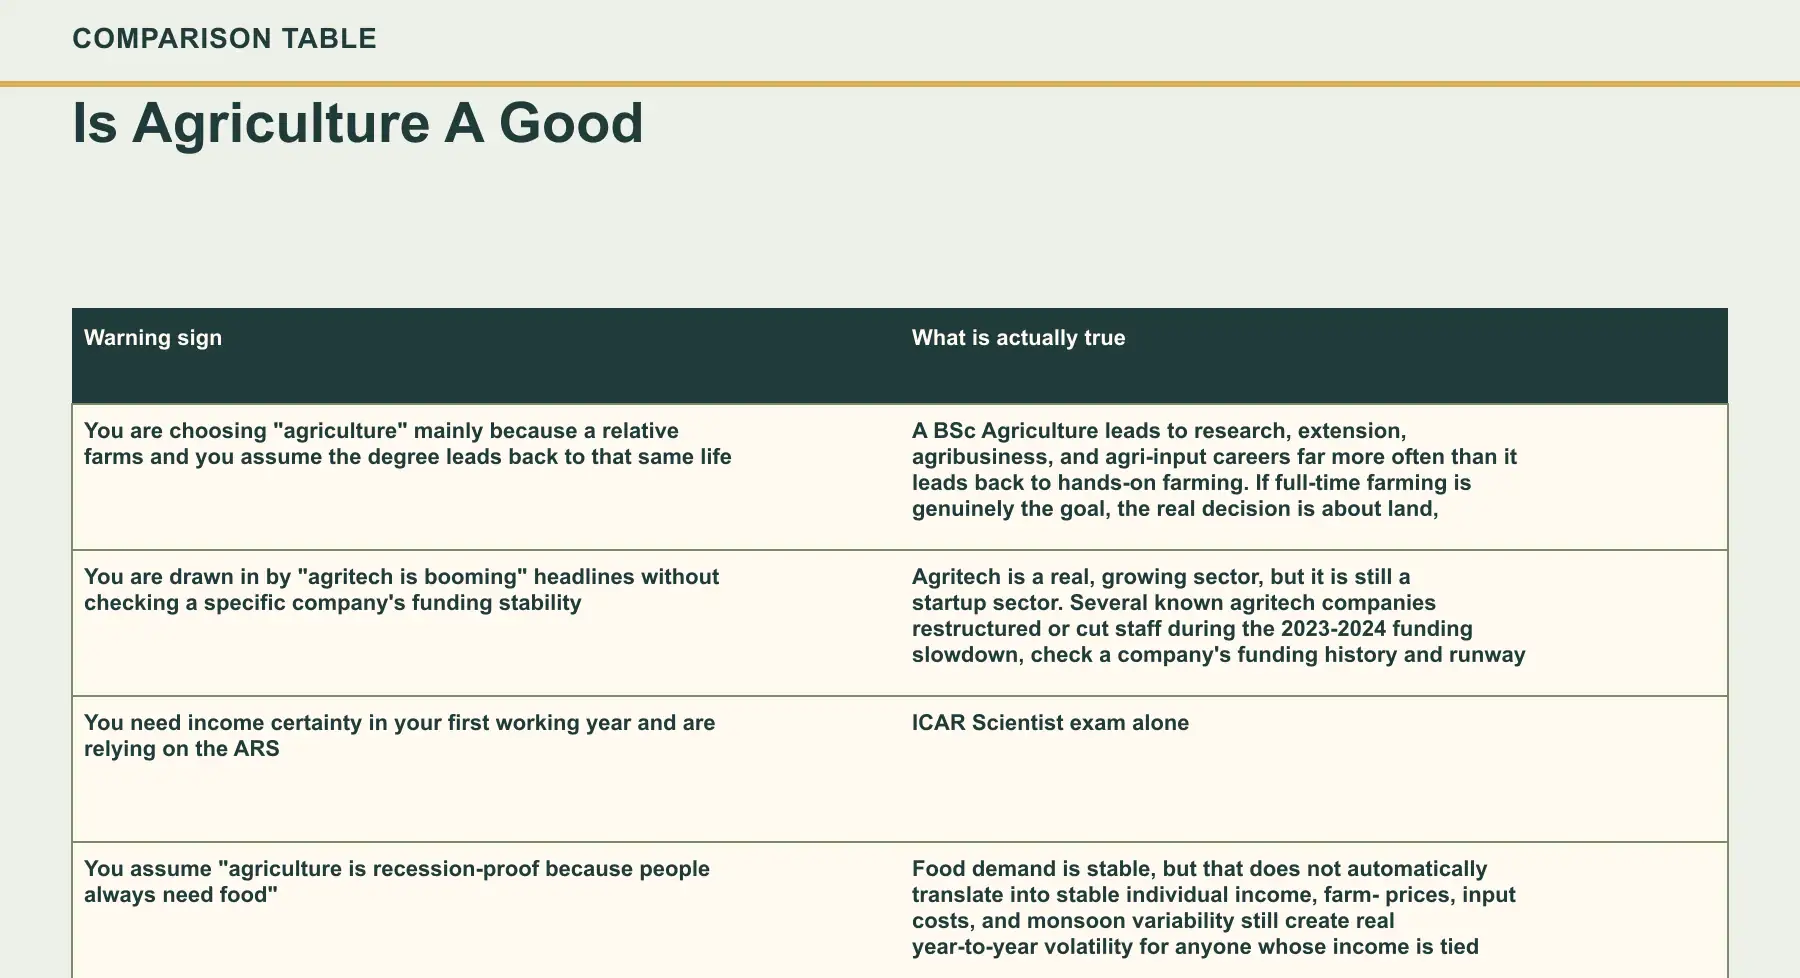 COMPARISON TABLE
Is Agriculture A Good
Warning sign
What is actually true
You are choosing "agriculture" mainly because a relative
farms and you assume the degree leads back to that same life
A BSc Agriculture leads to research, extension,
agribusiness, and agri-input careers far more often than it
leads back to hands-on farming. If full-time farming is
genuinely the goal, the real decision is about land,
You are drawn in by "agritech is booming" headlines without
checking a specific company's funding stability
Agritech is a real, growing sector, but it is still a
startup sector. Several known agritech companies
restructured or cut staff during the 2023-2024 funding
slowdown, check a company's funding history and runway
You need income certainty in your first working year and are
relying on the ARS
ICAR Scientist exam alone
You assume "agriculture is recession-proof because people
always need food"
Food demand is stable, but that does not automatically
translate into stable individual income, farm- prices, input
costs, and monsoon variability still create real
year-to-year volatility for anyone whose income is tied